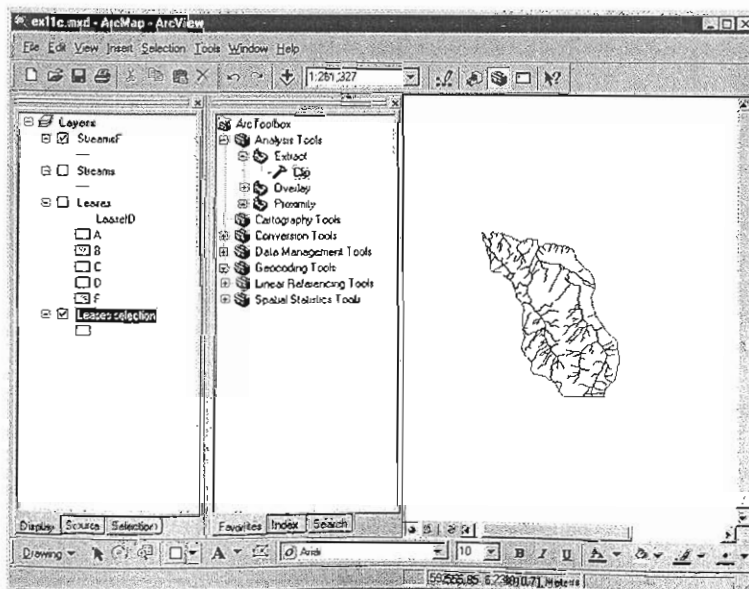 ex11c.mxd - ArcMap - ArcView
File Edit View Insert Selection Tools Window Help
1:261,327
Layers
StreamsF
Streams
Leases
LeaseID
A
B
C
D
F
Leases selection
ArcToolbox
Analysis Tools
Extract
Clip
Overlay
Proximity
Cartography Tools
Conversion Tools
Data Management Tools
Geocoding Tools
Linear Referencing Tools
Spatial Statistics Tools
Display Source Selection
Favorites Index Search
Drawing A Arial 10 B I U A
Meters